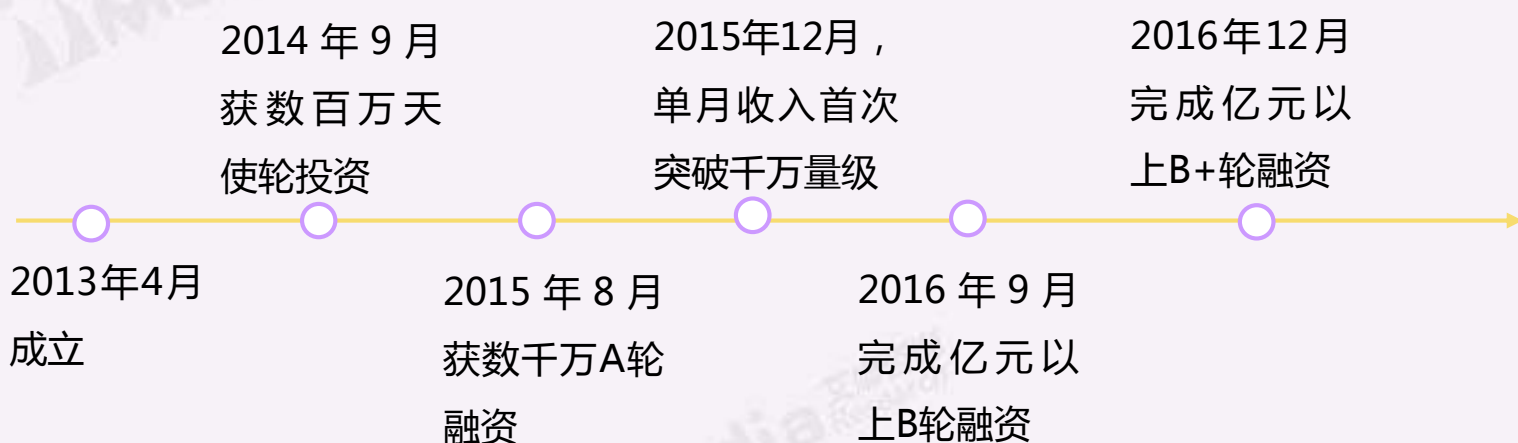 2014 年 9 月
获数百万天
使轮投资
2015年12月，
单月收入首次
突破千万量级
2016年12月
完成亿元以
上B+轮融资
2013年4月
成立
2015 年 8 月
获数千万A轮
融资
2016 年 9 月
完成亿元以
上B轮融资